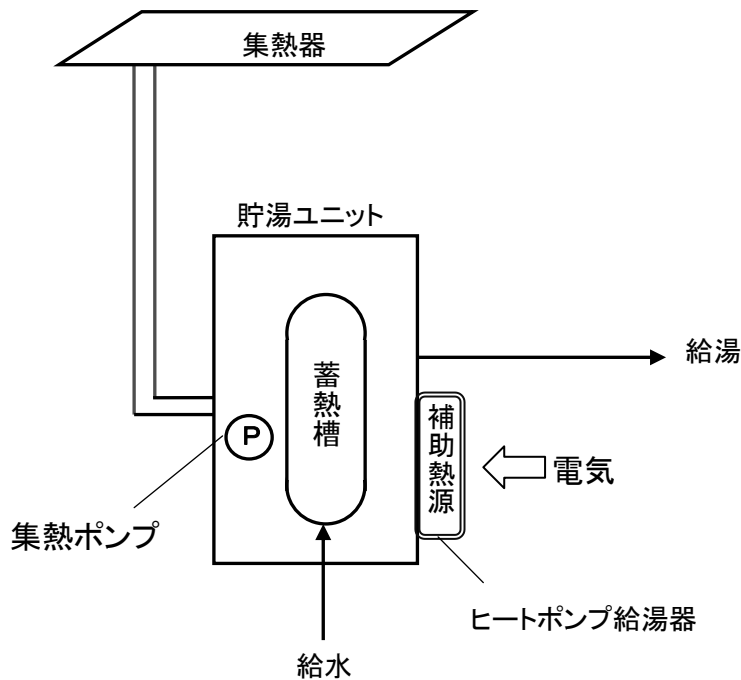 集熱器
貯湯ユニット
給湯
蓄熱槽
補助熱源
P
電気
集熱ポンプ
ヒートポンプ給湯器
給水